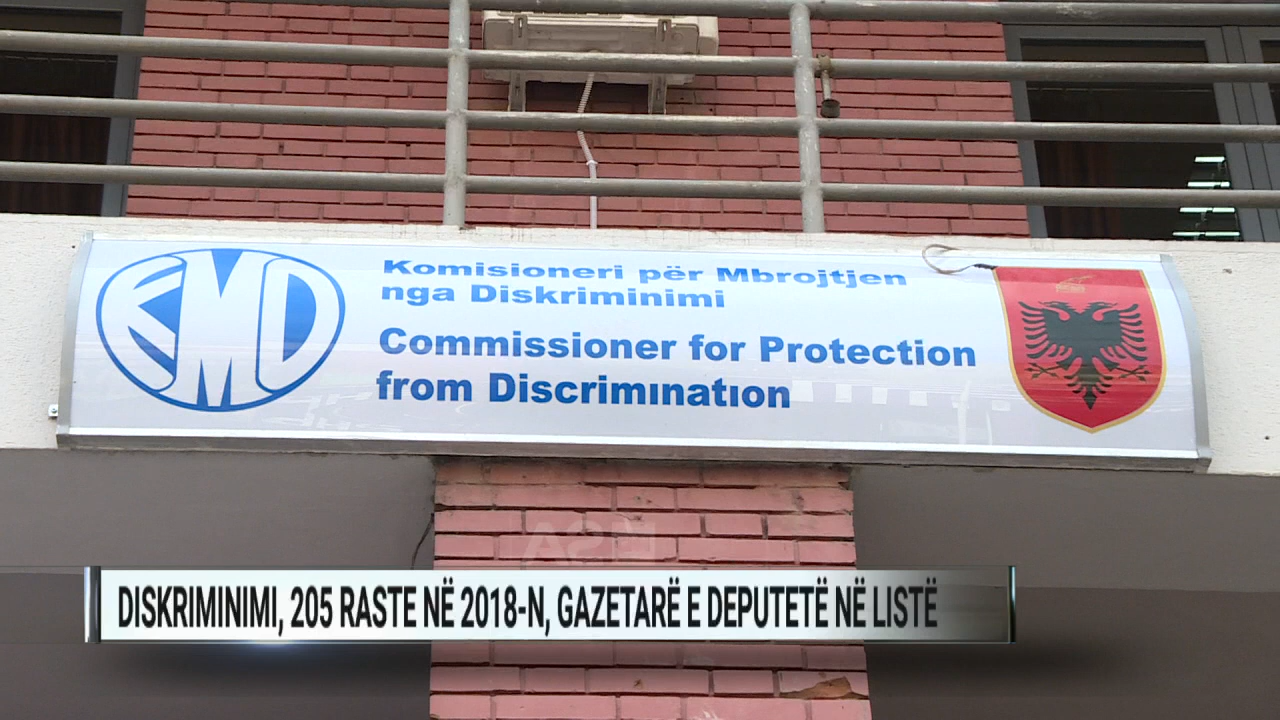 KMD
Komisioneri për Mbrojtjen
nga Diskriminimi
Commissioner for Protection
from Discrimination
DISKRIMINIMI, 205 RASTE NË 2018-N, GAZETARË E DEPUTETË NË LISTË